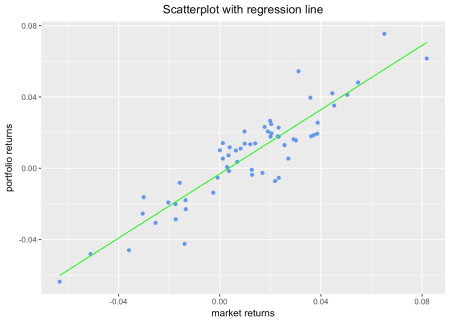 Scatterplot with regression line
portfolio returns
0.08
0.04
0.00
-0.04
-0.04
0.00
0.04
0.08
market returns